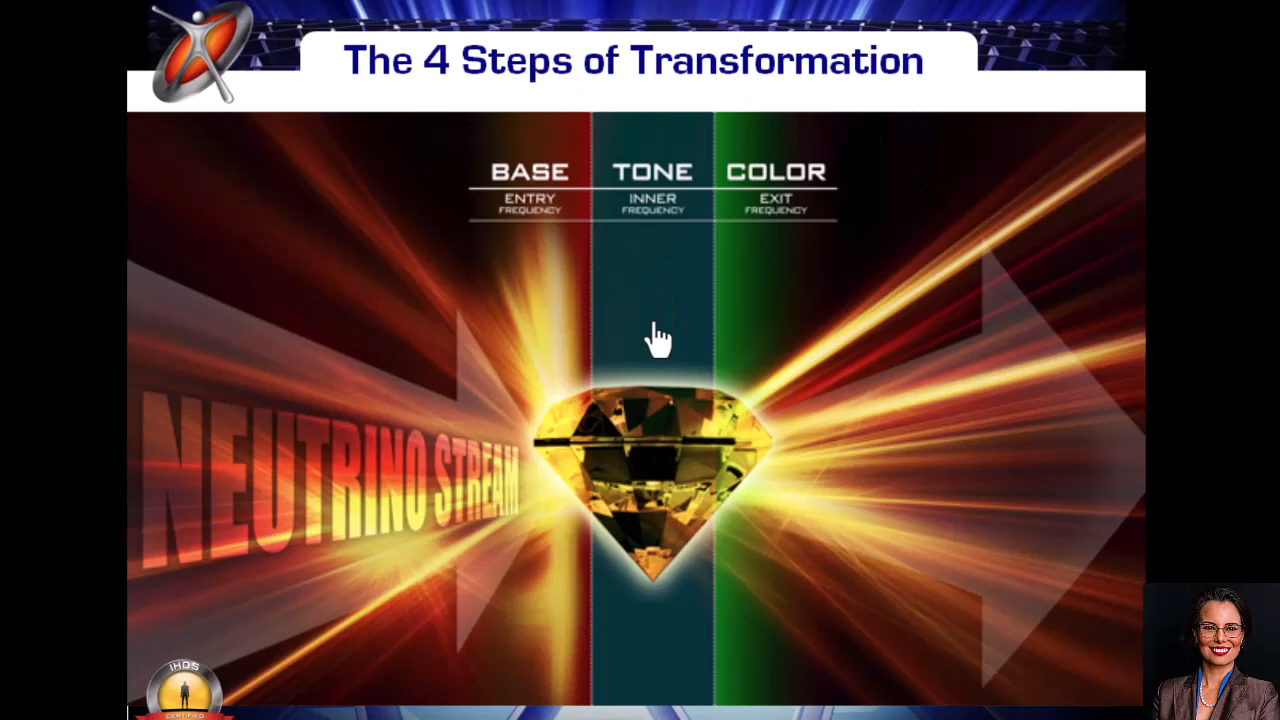 The 4 Steps of Transformation
BASE TONE COLOR
ENTRY INNER EXIT
FREQUENCY FREQUENCY FREQUENCY
NEUTRINO STREAM
IHDS
CERTIFIED